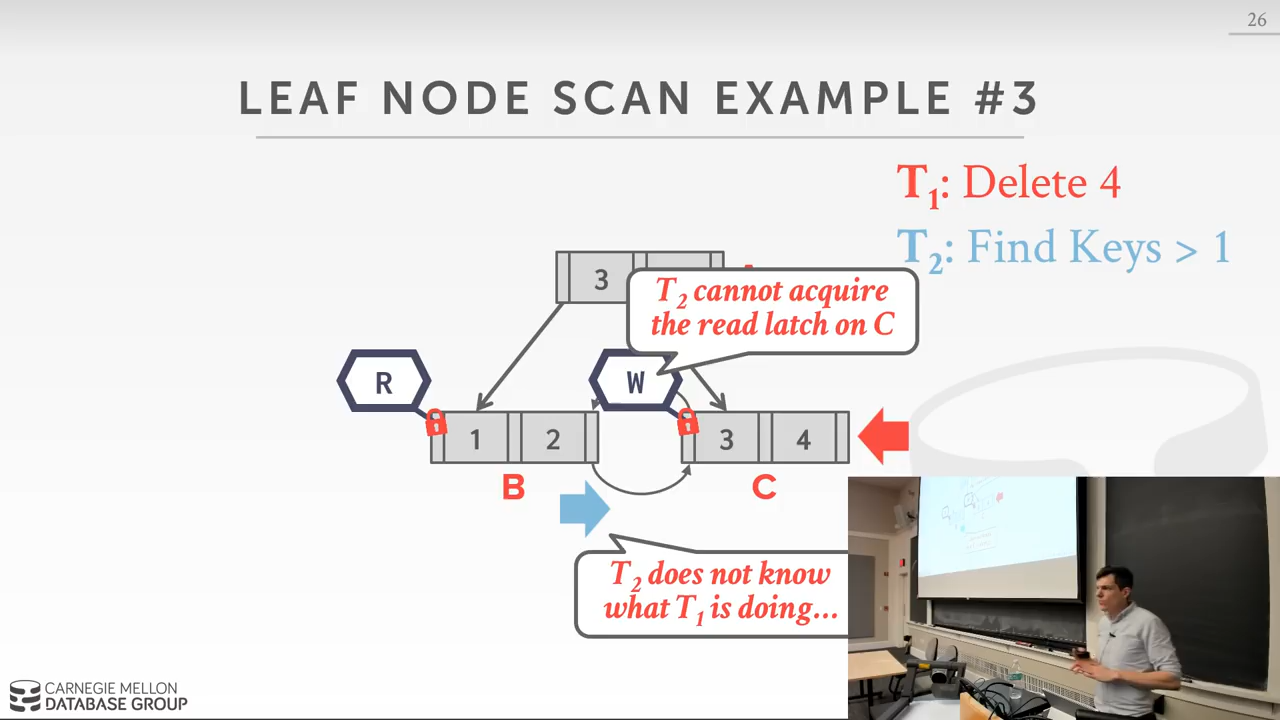 26
LEAF NODE SCAN EXAMPLE #3
T1: Delete 4
T2: Find Keys > 1
3
T2 cannot acquire
the read latch on C
R
W
1 2
3 4
B
C
T2 does not know
what T1 is doing...
CARNEGIE MELLON
DATABASE GROUP